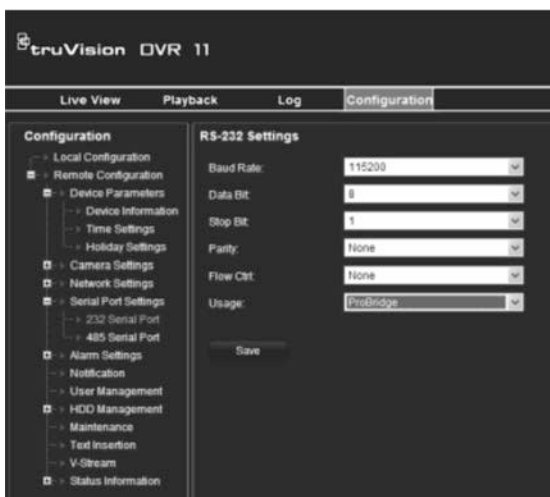 truVision DVR 11
Live View Playback Log Configuration
Configuration
Local Configuration
Remote Configuration
Device Parameters
Device Information
Time Settings
Holiday Settings
Camera Settings
Network Settings
Serial Port Settings
232 Serial Port
485 Serial Port
Alarm Settings
Notification
User Management
HDD Management
Maintenance
Text Insertion
V-Stream
Status Information
RS-232 Settings
Baud Rate: 115200
Data Bit: 8
Stop Bit: 1
Parity: None
Flow Ctrl: None
Usage: ProBridge
Save